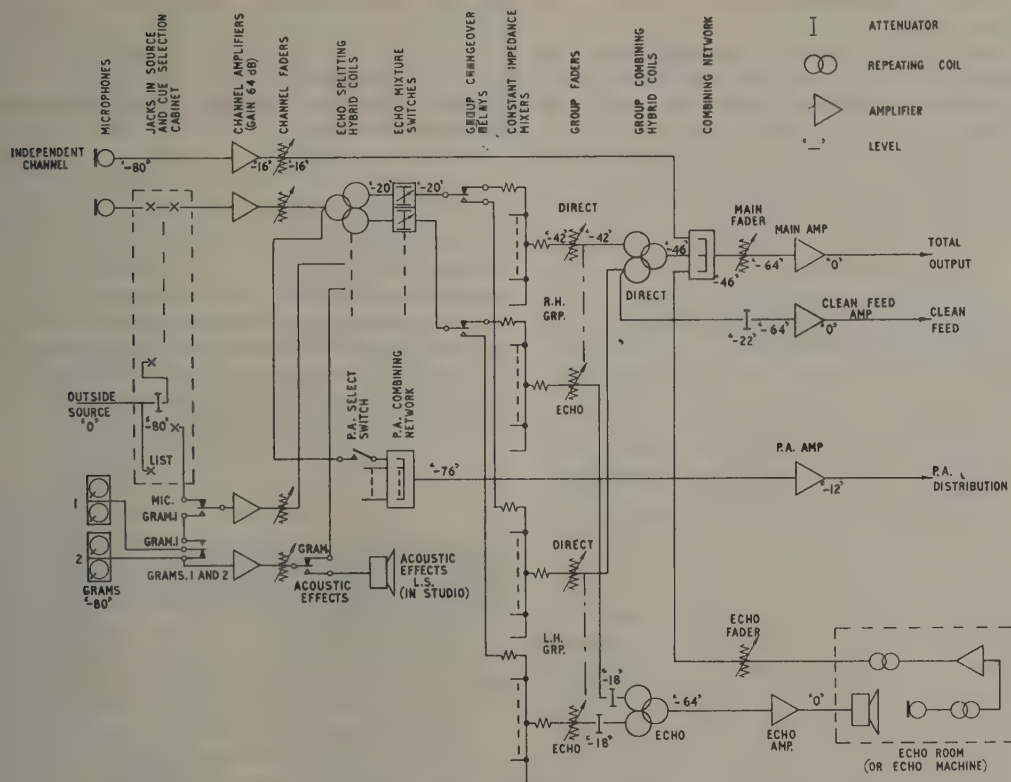 MICROPHONES
JACKS IN SOURCE
AND CUE SELECTION
CABINET
CHANNEL AMPLIFIERS
(GAIN 64 dB)
CHANNEL FADERS
ECHO SPLITTING
HYBRID COILS
ECHO MIXTURE
SWITCHES
GROUP CHANGEOVER
RELAYS
CONSTANT IMPEDANCE
MIXERS
GROUP FADERS
GROUP COMBINING
HYBRID COILS
COMBINING NETWORK
ATTENUATOR
REPEATING COIL
AMPLIFIER
"—" LEVEL
INDEPENDENT
CHANNEL
"-80"
"-16"
"-16"
"-20"
"-20"
DIRECT
"-42"
"-42"
"-46"
DIRECT
"-46"
MAIN
FADER
"-64"
MAIN AMP
"0"
TOTAL
OUTPUT
R.H.
GRP.
"-22"
"-64"
CLEAN FEED
AMP
"0"
CLEAN
FEED
ECHO
OUTSIDE
SOURCE
"0"
"-80"
LIST
P.A. SELECT
SWITCH
P.A. COMBINING
NETWORK
"-76"
P.A. AMP
"-12"
P.A.
DISTRIBUTION
1
2
GRAMS
"-80"
MIC.
GRAM.1
GRAM.1
GRAMS. 1 AND 2
GRAM.
ACOUSTIC
EFFECTS
ACOUSTIC
EFFECTS
L.S.
(IN STUDIO)
DIRECT
L.H.
GRP.
ECHO
FADER
"-18"
"-18"
ECHO
"-64"
ECHO
"0"
ECHO
AMP.
ECHO ROOM
(OR ECHO MACHINE)